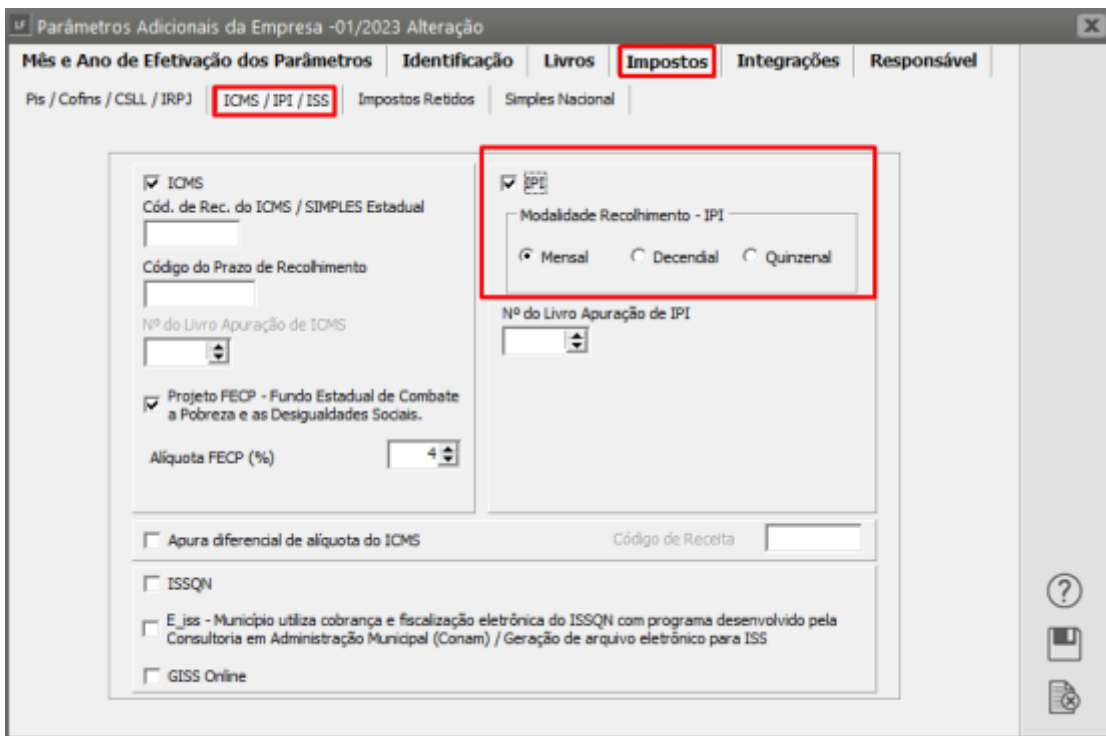 LF Parâmetros Adicionais da Empresa -01/2023 Alteração
Mês e Ano de Efetivação dos Parâmetros Identificação Livros Impostos Integrações Responsável
Pis / Cofins / CSLL / IRPJ ICMS / IPI / ISS Impostos Retidos Simples Nacional
ICMS
Cód. de Rec. do ICMS / SIMPLES Estadual
Código do Prazo de Recolhimento
Nº do Livro Apuração de ICMS
Projeto FECP - Fundo Estadual de Combate
a Pobreza e as Desigualdades Sociais.
Alíquota FECP (%) 4
IPI
Modalidade Recolhimento - IPI
Mensal Decendial Quinzenal
Nº do Livro Apuração de IPI
Apura diferencial de alíquota do ICMS Código de Receita
ISSQN
E_iss - Município utiliza cobrança e fiscalização eletrônica do ISSQN com programa desenvolvido pela
Consultoria em Administração Municipal (Conam) / Geração de arquivo eletrônico para ISS
GISS Online